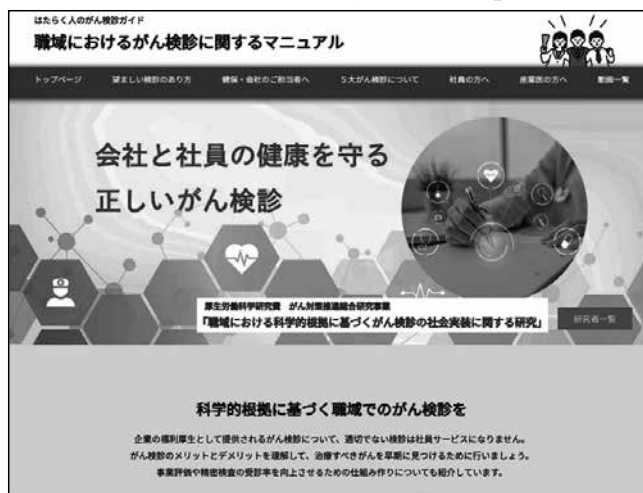 はたらく人のがん検診ガイド
職域におけるがん検診に関するマニュアル
トップページ　望ましい検診のあり方　健保・会社のご担当者へ　5大がん検診について　社員の方へ　産業医の方へ　動画一覧
会社と社員の健康を守る
正しいがん検診
厚生労働科学研究費　がん対策推進総合研究事業
「職域における科学的根拠に基づくがん検診の社会実装に関する研究」
研究者一覧
科学的根拠に基づく職域でのがん検診を
企業の福利厚生として提供されるがん検診について、適切でない検診は社員サービスになりません。
がん検診のメリットとデメリットを理解して、治療すべきがんを早期に見つけるために行いましょう。
事業評価や精密検査の受診率を向上させるための仕組み作りについても紹介しています。